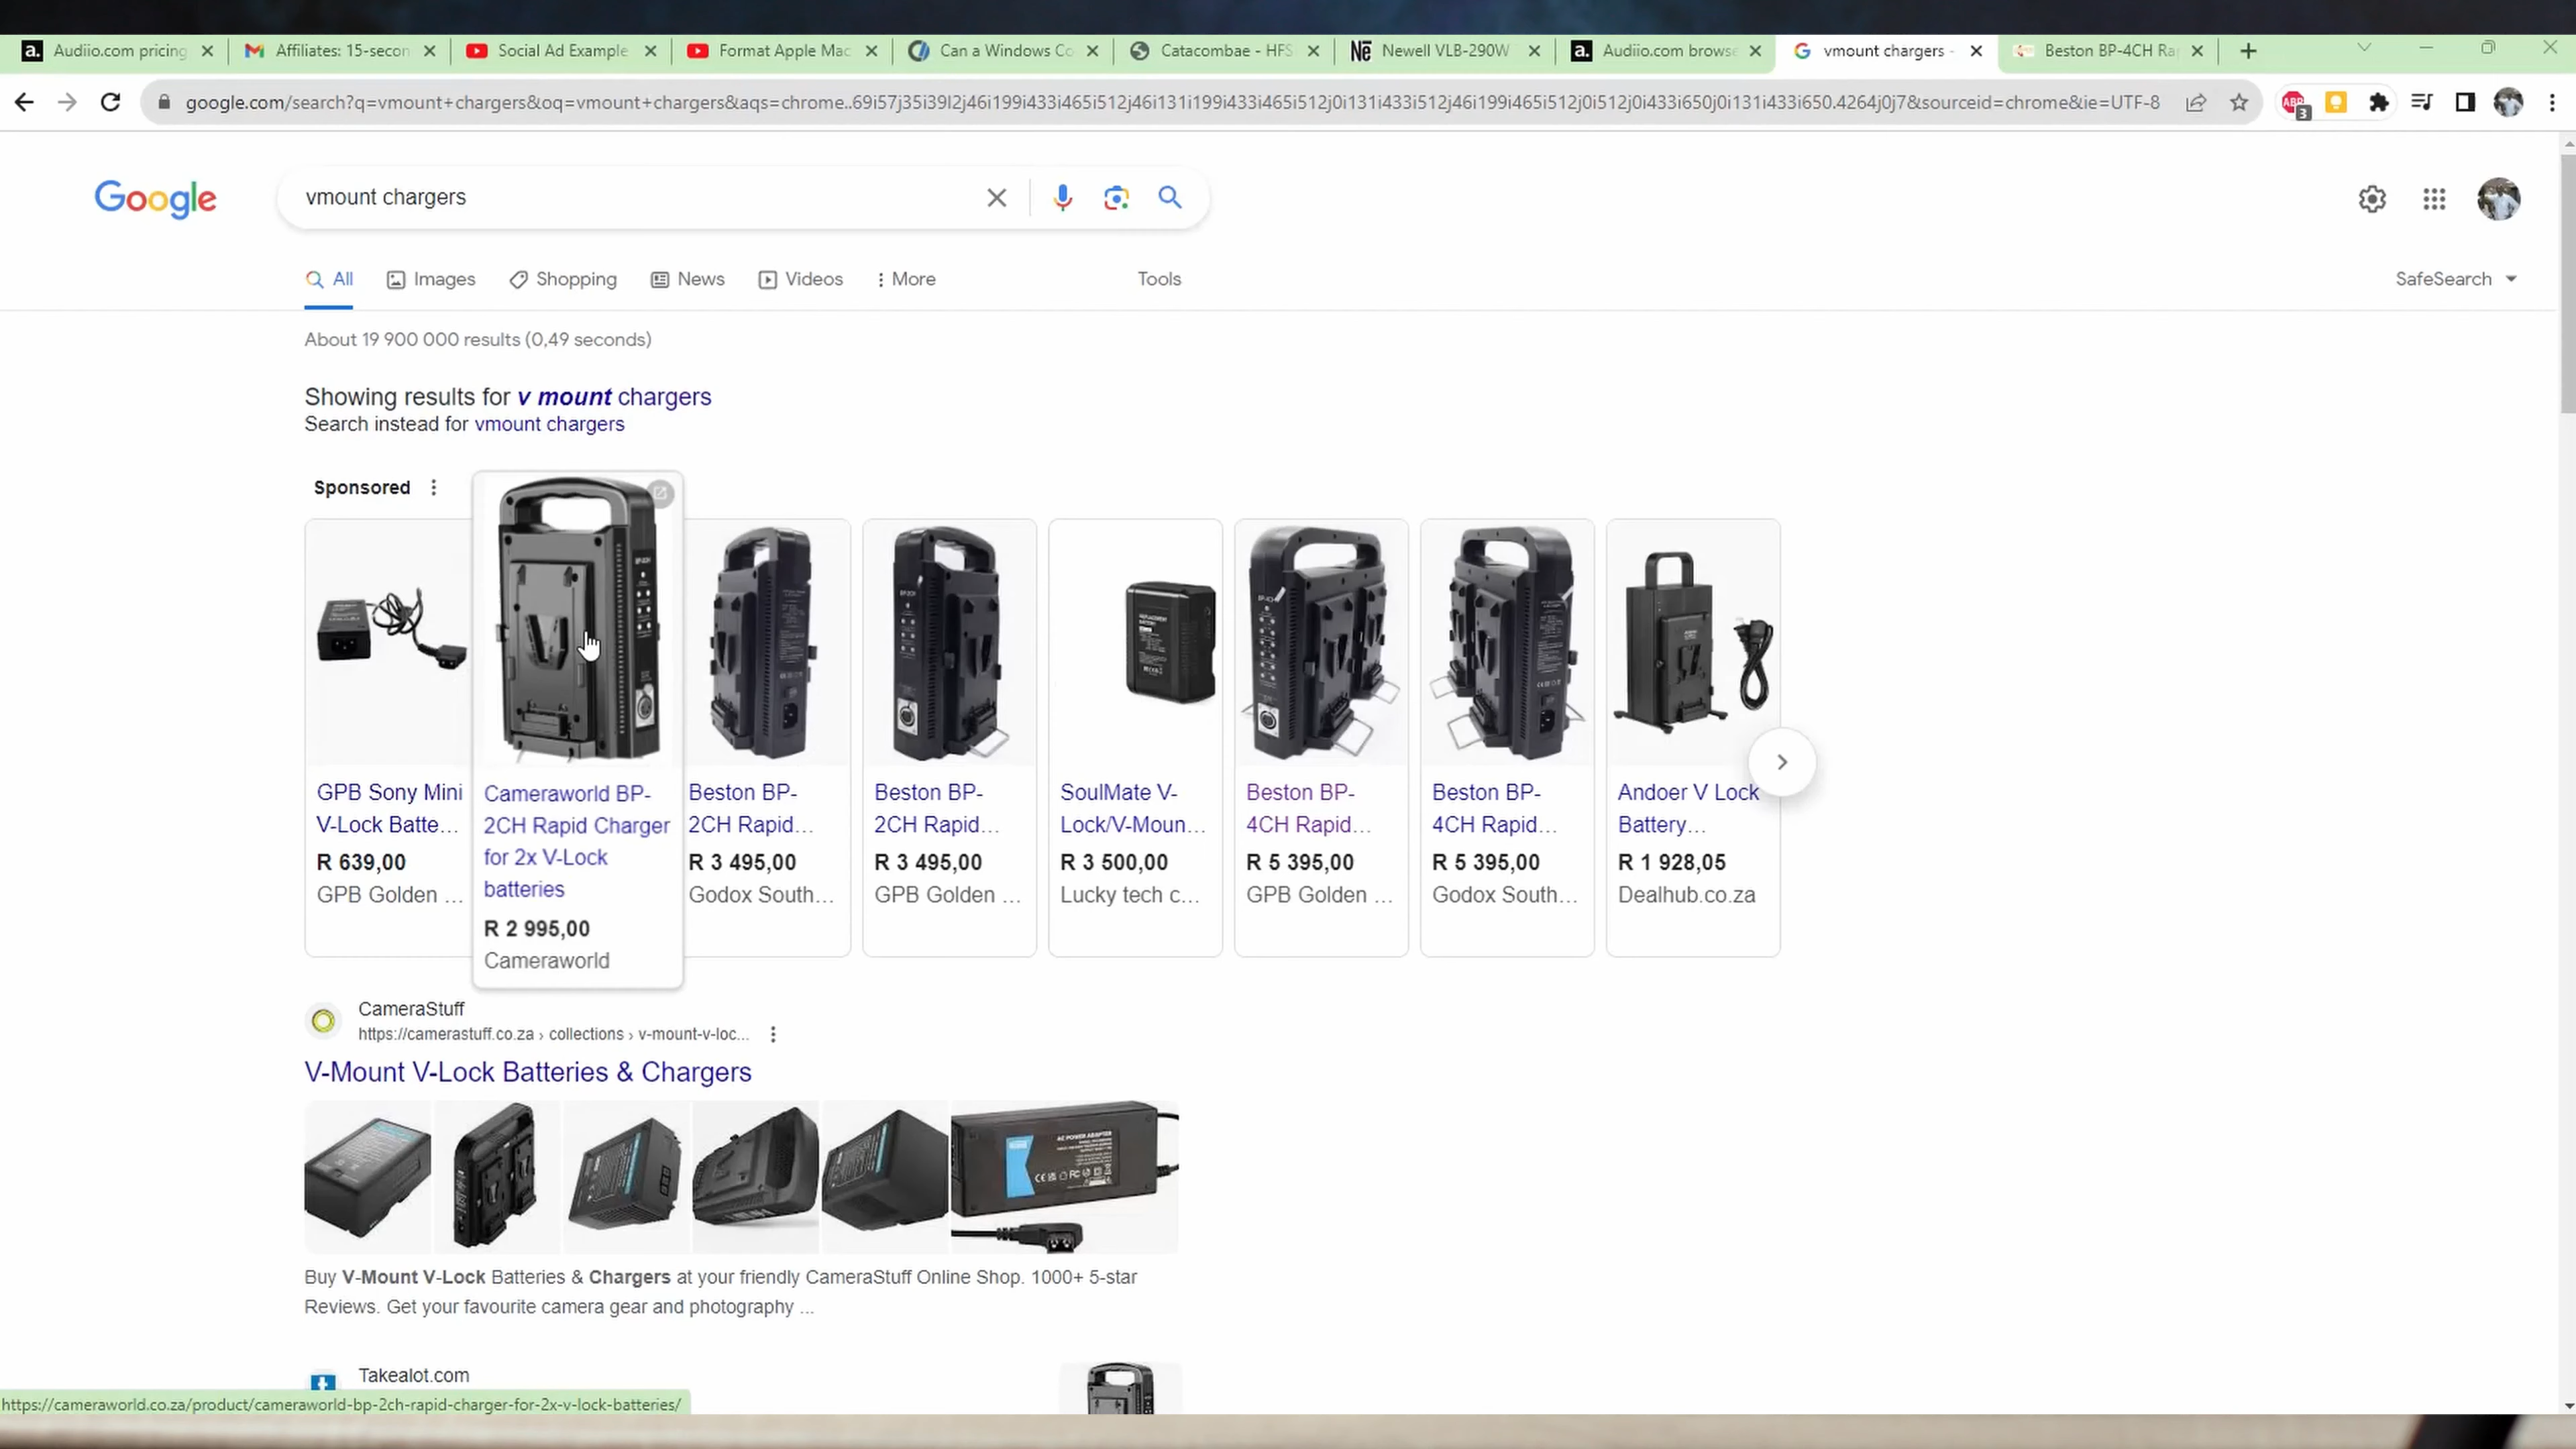 Audiio.com pricing
Affiliates: 15-secon
Social Ad Example
Format Apple Mac
Can a Windows Co
Catacombae - HFS
Newell VLB-290W
Audiio.com browse
vmount chargers -
Beston BP-4CH Ra
google.com/search?q=vmount+chargers&oq=vmount+chargers&aqs=chrome..69i57j35i39l2j46i199i433i465i512j46i131i199i433i465i512j0i131i433i512j46i199i465i512j0i512j0i433i650j0i131i433i650.4264j0j7&sourceid=chrome&ie=UTF-8
ABP
3
Google
vmount chargers
All
Images
Shopping
News
Videos
More
Tools
SafeSearch
About 19 900 000 results (0,49 seconds)
Showing results for v mount chargers
Search instead for vmount chargers
Sponsored
GPB Sony Mini
V-Lock Batte...
R 639,00
GPB Golden ...
Cameraworld BP-
2CH Rapid Charger
for 2x V-Lock
batteries
R 2 995,00
Cameraworld
Beston BP-
2CH Rapid...
R 3 495,00
Godox South...
Beston BP-
2CH Rapid...
R 3 495,00
GPB Golden ...
SoulMate V-
Lock/V-Moun...
R 3 500,00
Lucky tech c...
Beston BP-
4CH Rapid...
R 5 395,00
GPB Golden ...
Beston BP-
4CH Rapid...
R 5 395,00
Godox South...
Andoer V Lock
Battery...
R 1 928,05
Dealhub.co.za
CameraStuff
https://camerastuff.co.za › collections › v-mount-v-loc...
V-Mount V-Lock Batteries & Chargers
AC POWER ADAPTER
Buy V-Mount V-Lock Batteries & Chargers at your friendly CameraStuff Online Shop. 1000+ 5-star
Reviews. Get your favourite camera gear and photography ...
Takealot.com
https://cameraworld.co.za/product/cameraworld-bp-2ch-rapid-charger-for-2x-v-lock-batteries/